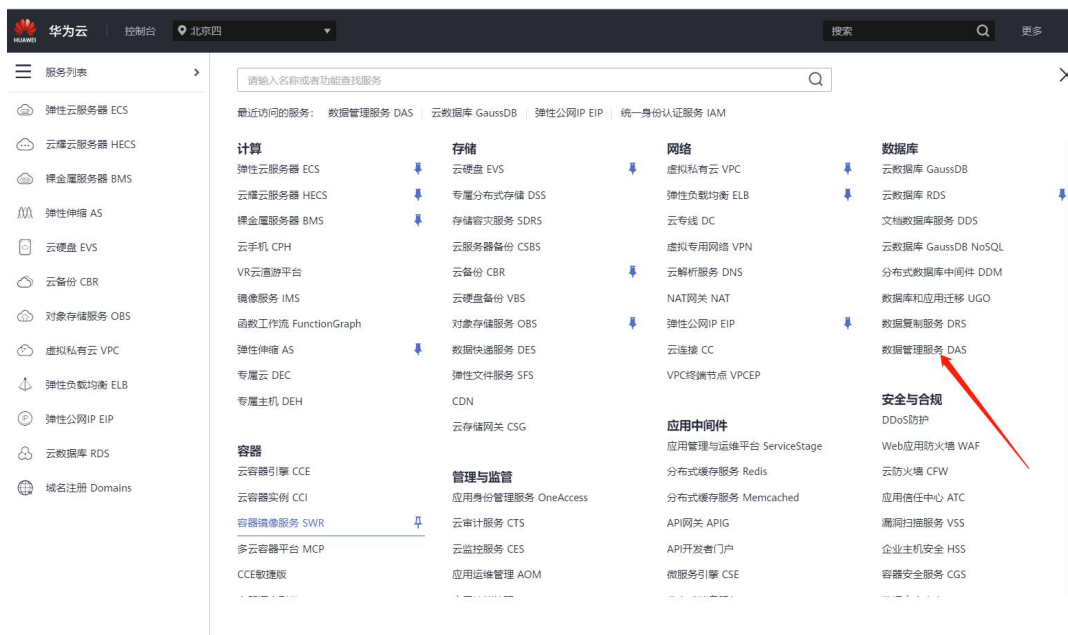 HUAWEI
华为云
控制台
北京四
搜索
更多
服务列表
弹性云服务器 ECS
云耀云服务器 HECS
裸金属服务器 BMS
弹性伸缩 AS
云硬盘 EVS
云备份 CBR
对象存储服务 OBS
虚拟私有云 VPC
弹性负载均衡 ELB
弹性公网IP EIP
云数据库 RDS
域名注册 Domains
请输入名称或者功能查找服务
最近访问的服务： 数据管理服务 DAS 云数据库 GaussDB 弹性公网IP EIP 统一身份认证服务 IAM
计算
弹性云服务器 ECS
云耀云服务器 HECS
裸金属服务器 BMS
云手机 CPH
VR云渲游平台
镜像服务 IMS
函数工作流 FunctionGraph
弹性伸缩 AS
专属云 DEC
专属主机 DEH
容器
云容器引擎 CCE
云容器实例 CCI
容器镜像服务 SWR
多云容器平台 MCP
CCE敏捷版
存储
云硬盘 EVS
专属分布式存储 DSS
存储容灾服务 SDRS
云服务器备份 CSBS
云备份 CBR
云硬盘备份 VBS
对象存储服务 OBS
数据快递服务 DES
弹性文件服务 SFS
CDN
云存储网关 CSG
管理与监管
应用身份管理服务 OneAccess
云审计服务 CTS
云监控服务 CES
应用运维管理 AOM
网络
虚拟私有云 VPC
弹性负载均衡 ELB
云专线 DC
虚拟专用网络 VPN
云解析服务 DNS
NAT网关 NAT
弹性公网IP EIP
云连接 CC
VPC终端节点 VPCEP
应用中间件
应用管理与运维平台 ServiceStage
分布式缓存服务 Redis
分布式缓存服务 Memcached
API网关 APIG
API开发者门户
微服务引擎 CSE
数据库
云数据库 GaussDB
云数据库 RDS
文档数据库服务 DDS
云数据库 GaussDB NoSQL
分布式数据库中间件 DDM
数据库和应用迁移 UGO
数据复制服务 DRS
数据管理服务 DAS
安全与合规
DDoS防护
Web应用防火墙 WAF
云防火墙 CFW
应用信任中心 ATC
漏洞扫描服务 VSS
企业主机安全 HSS
容器安全服务 CGS